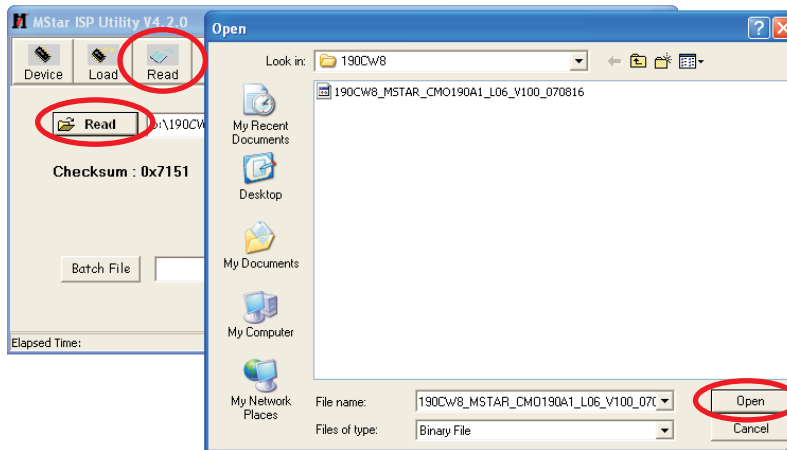 MStar ISP Utility V4.2.0
Device
Load
Read
Read
Checksum : 0x7151
Batch File
Elapsed Time:
Open
Look in:
190CW8
My Recent
Documents
Desktop
My Documents
My Computer
My Network
Places
190CW8_MSTAR_CMO190A1_L06_V100_070816
File name:
190CW8_MSTAR_CMO190A1_L06_V100_070
Open
Files of type:
Binary File
Cancel